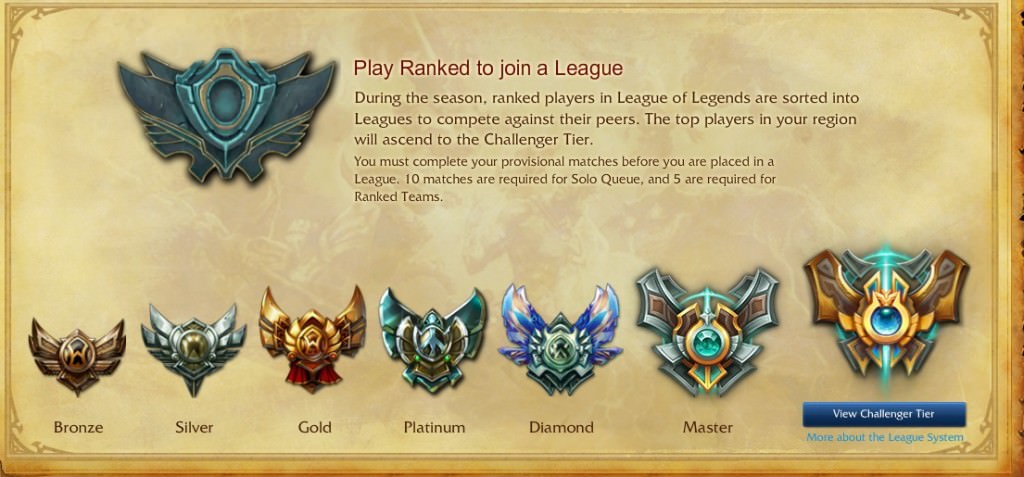 Play Ranked to join a League
During the season, ranked players in League of Legends are sorted into
Leagues to compete against their peers. The top players in your region
will ascend to the Challenger Tier.
You must complete your provisional matches before you are placed in a
League. 10 matches are required for Solo Queue, and 5 are required for
Ranked Teams.
Bronze
Silver
Gold
Platinum
Diamond
Master
View Challenger Tier
More about the League System